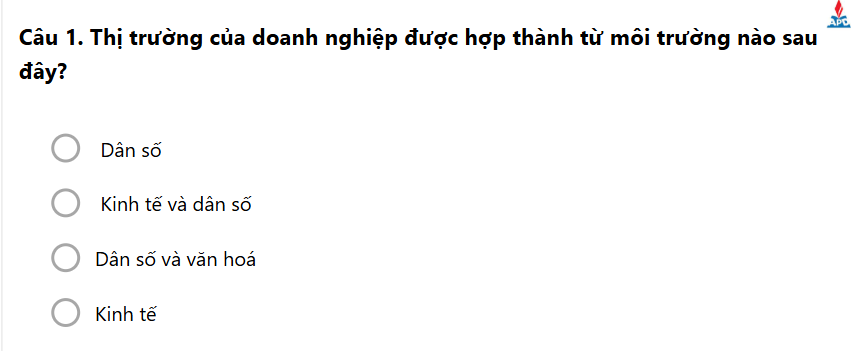 APD
Câu 1. Thị trường của doanh nghiệp được hợp thành từ môi trường nào sau
đây?
Dân số
Kinh tế và dân số
Dân số và văn hoá
Kinh tế